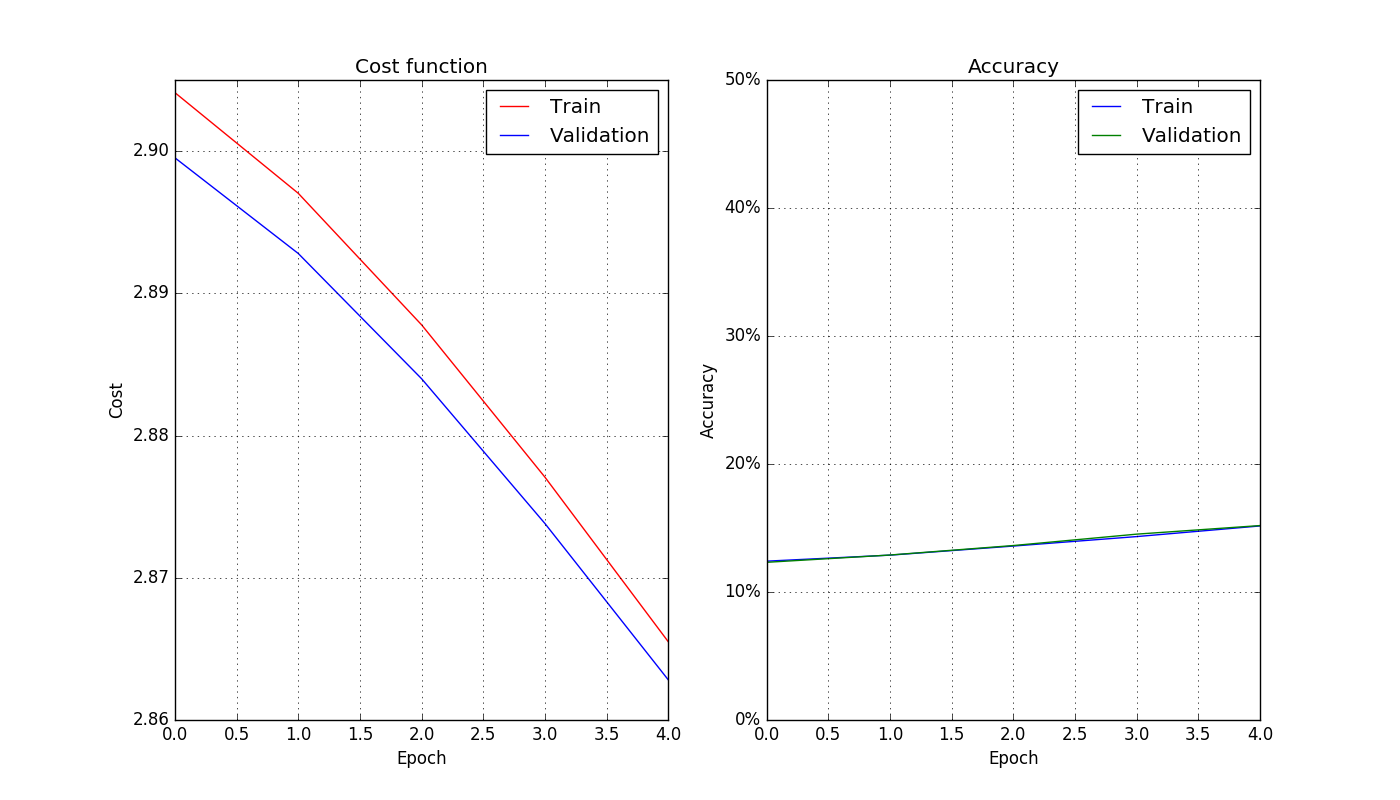 Cost function
Train
Validation
2.90
2.89
2.88
2.87
2.86
Cost
0.0 0.5 1.0 1.5 2.0 2.5 3.0 3.5 4.0
Epoch
Accuracy
Train
Validation
50%
40%
30%
20%
10%
0%
Accuracy
0.0 0.5 1.0 1.5 2.0 2.5 3.0 3.5 4.0
Epoch